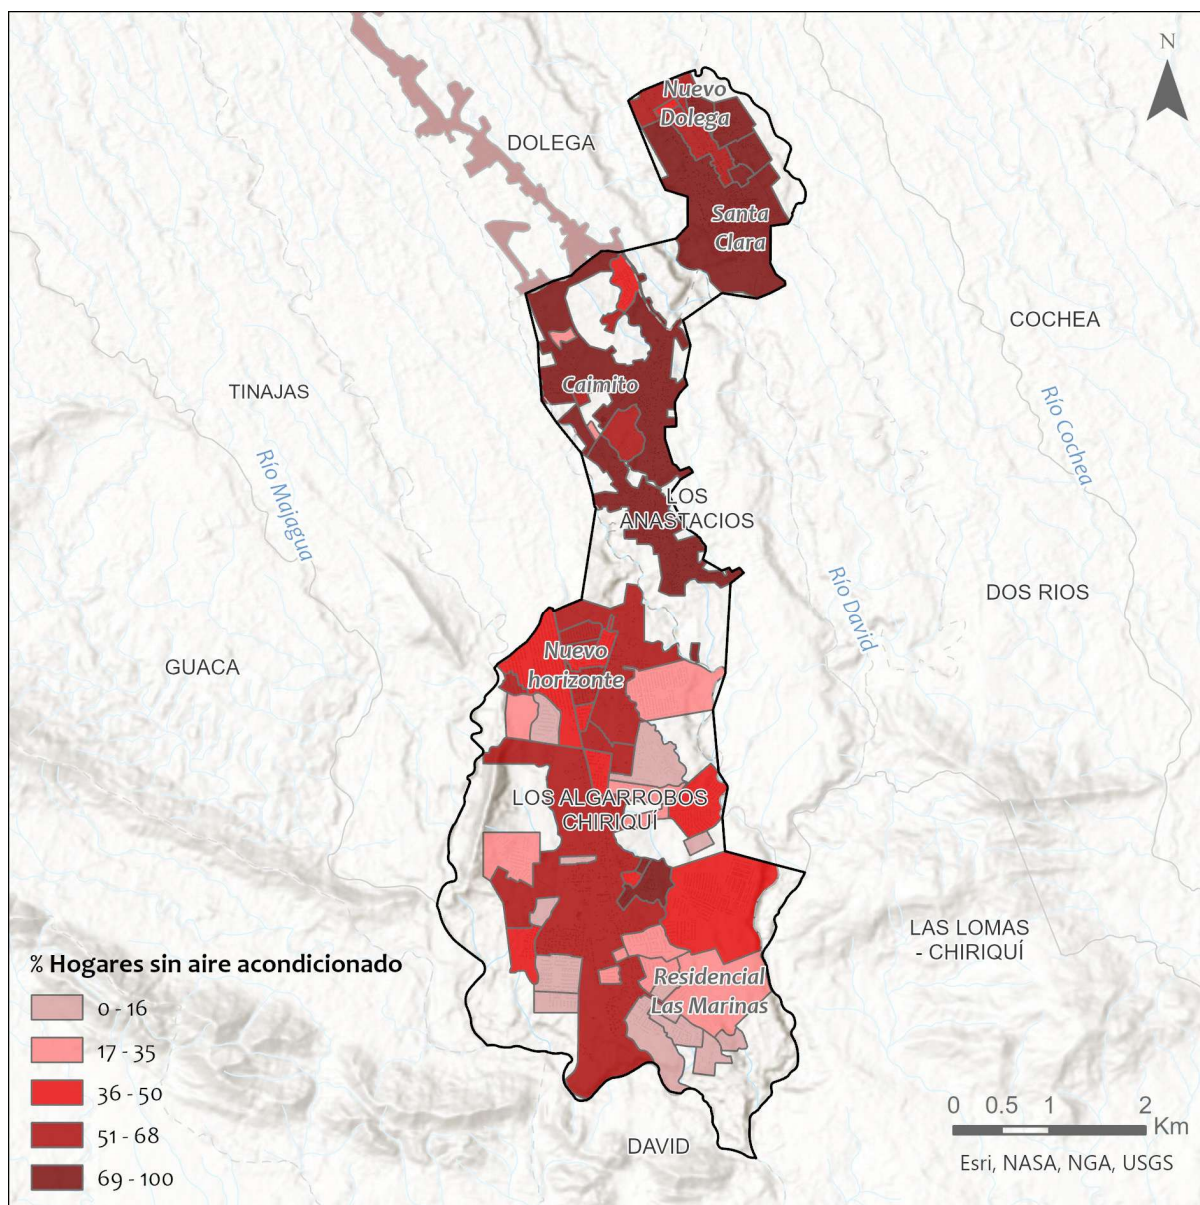 N
Nuevo
Dolega
DOLEGA
Santa
Clara
COCHEA
TINAJAS
Caimito
Río Cochea
Río Majagua
LOS
ANASTACIOS
DOS RIOS
Río David
Nuevo
horizonte
GUACA
LOS ALGARROBOS
CHIRIQUÍ
LAS LOMAS
- CHIRIQUÍ
Residencial
Las Marinas
% Hogares sin aire acondicionado
0 - 16
17 - 35
36 - 50
51 - 68
69 - 100
0 0.5 1 2
Km
DAVID
Esri, NASA, NGA, USGS